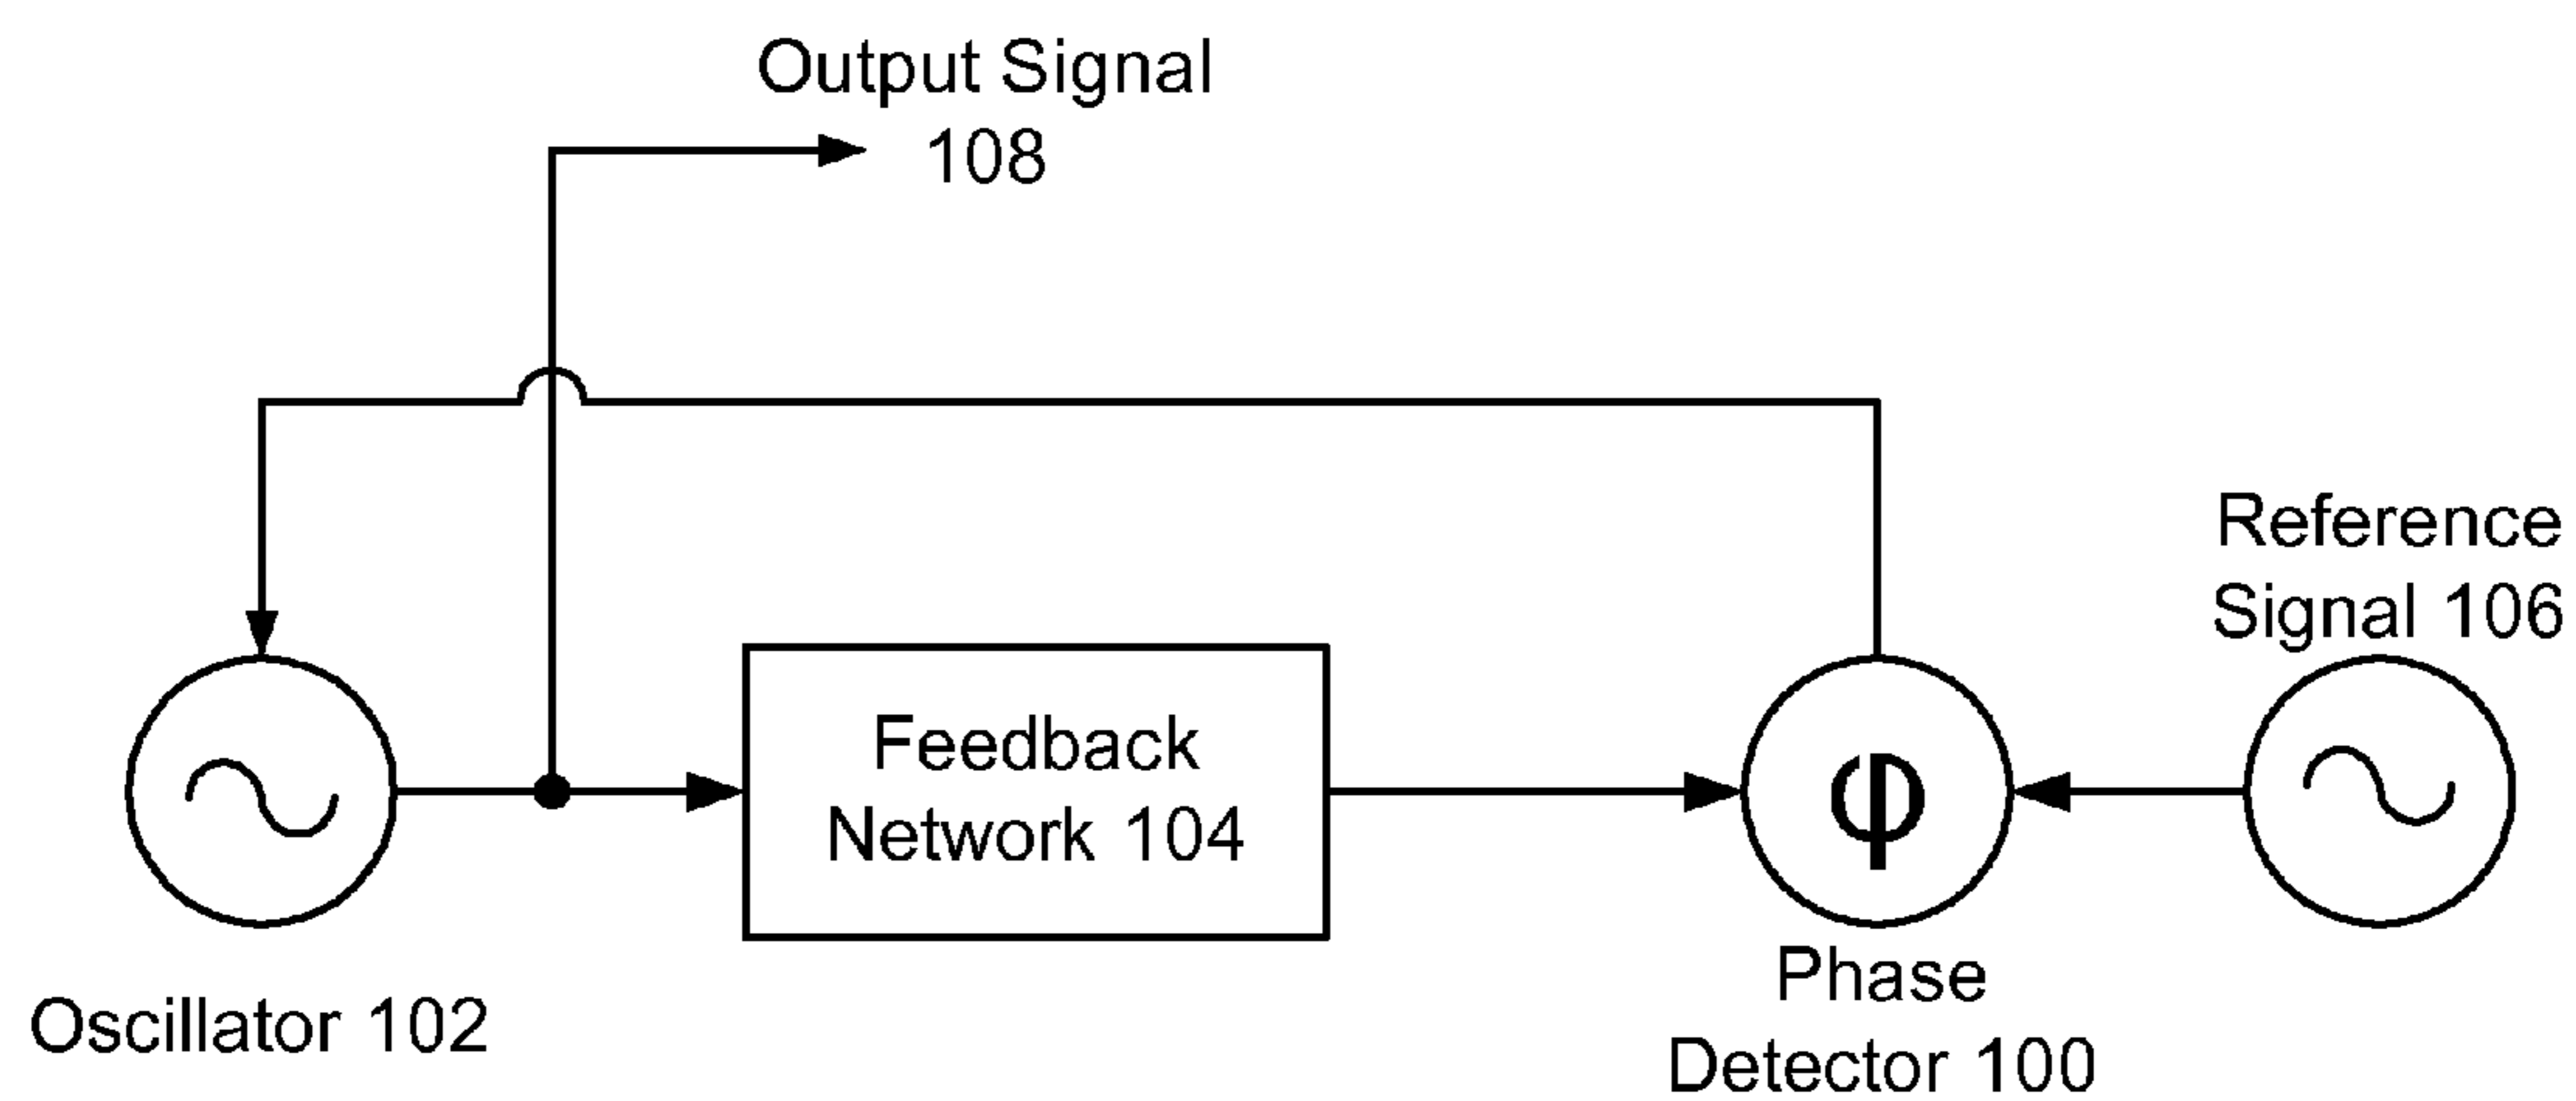 Output Signal
108
Reference
Signal 106
Feedback
Network 104
φ
Phase
Detector 100
Oscillator 102